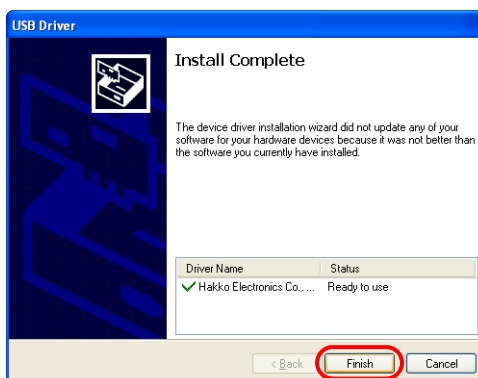 USB Driver
Install Complete
The device driver installation wizard did not update any of your
software for your hardware devices because it was not better than
the software you currently have installed.
Driver Name Status
Hakko Electronics Co., ... Ready to use
< Back Finish Cancel